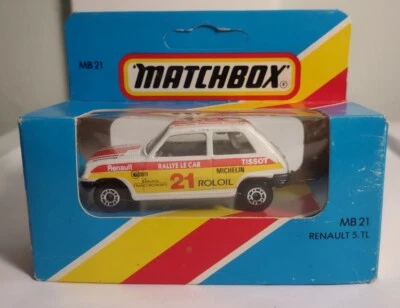 MB 21
MATCHBOX
Renault
RALLYE LE CAR
TISSOT
MICHELIN
21 ROLOIL
MB 21
RENAULT 5.TL